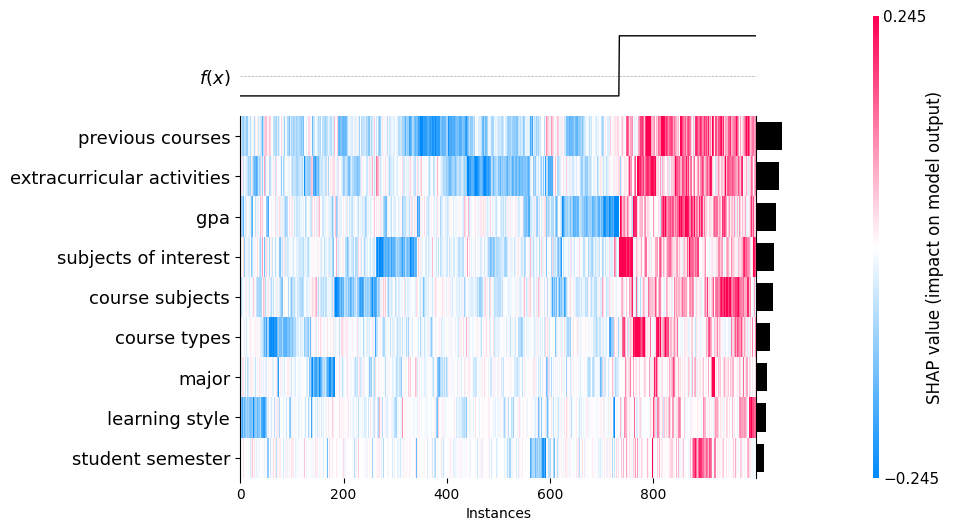 0.245
f(x)
previous courses
extracurricular activities
gpa
subjects of interest
course subjects
course types
major
learning style
student semester
SHAP value (impact on model output)
−0.245
0 200 400 600 800
Instances